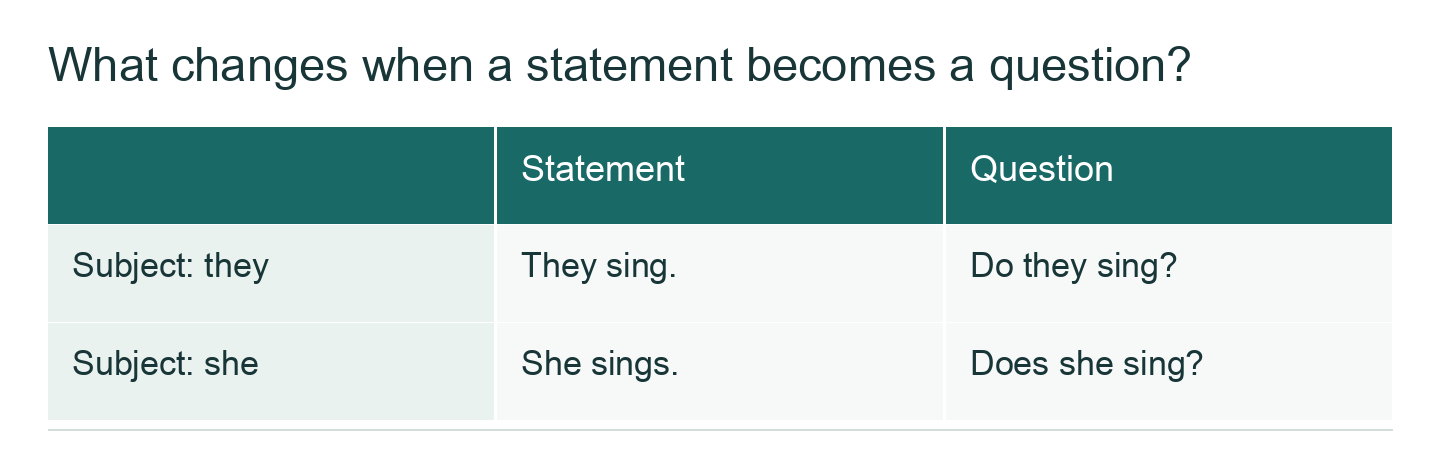 What changes when a statement becomes a question?
Statement Question
Subject: they They sing. Do they sing?
Subject: she She sings. Does she sing?